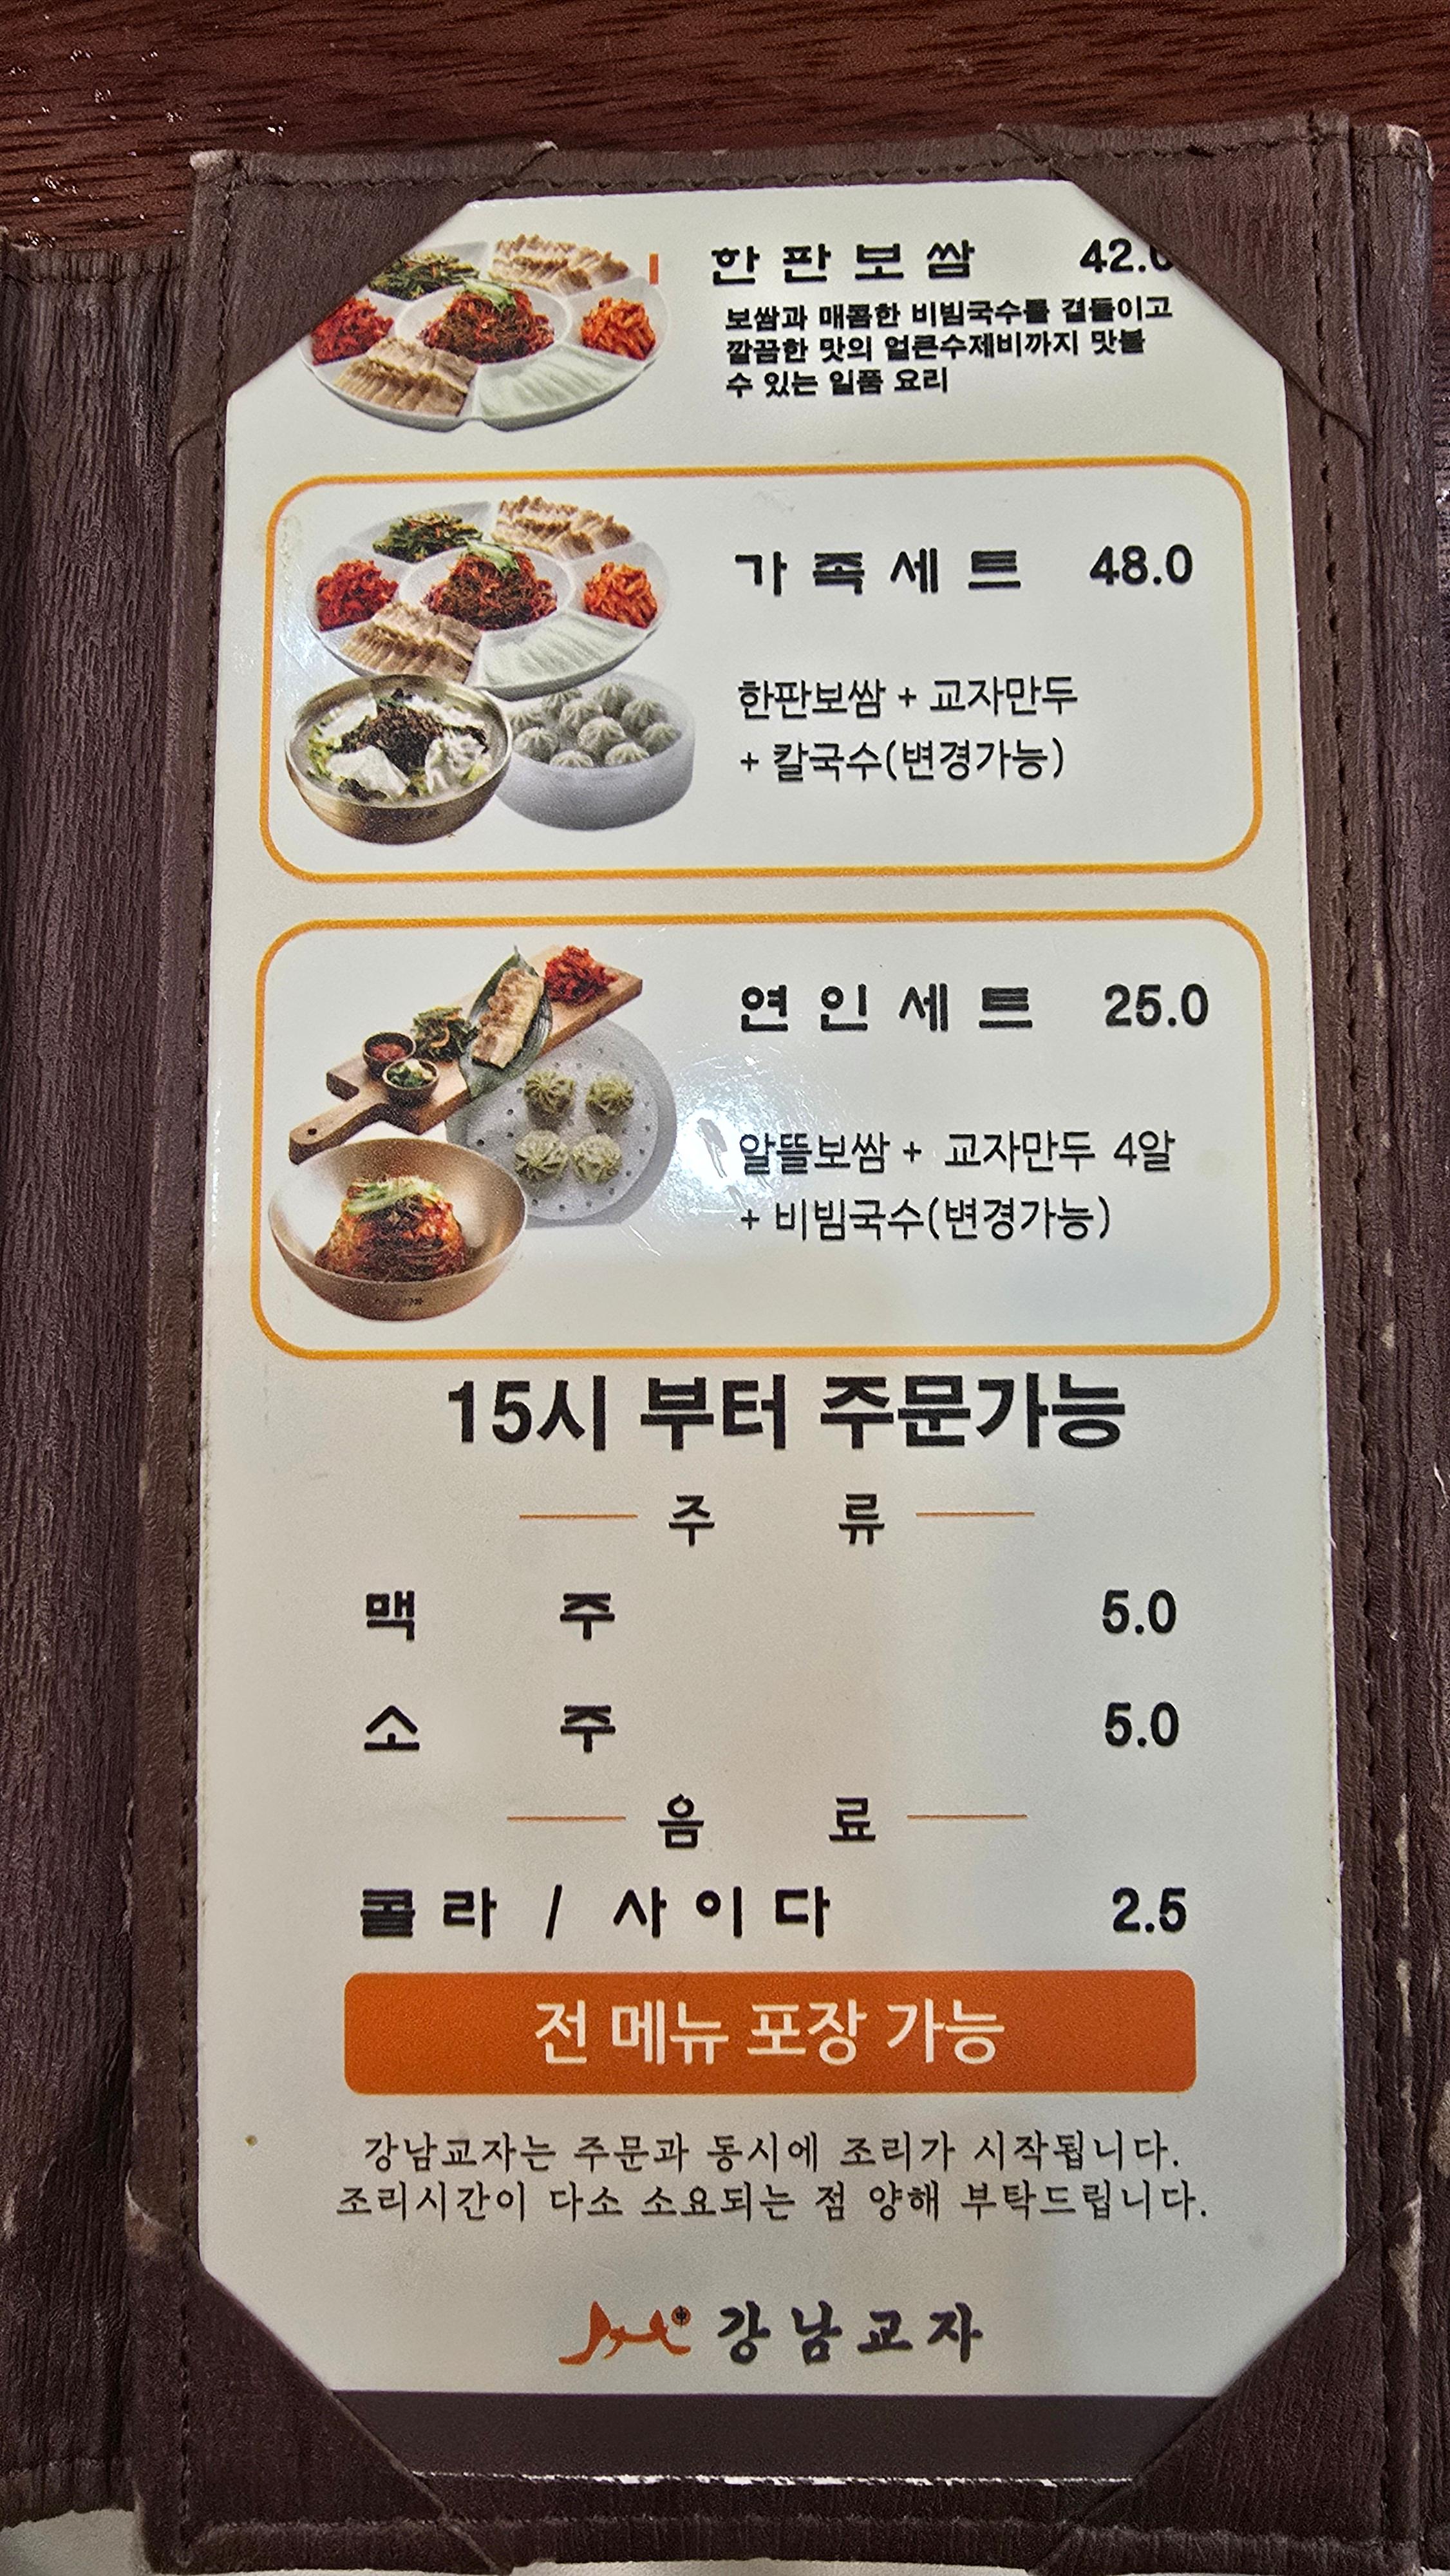 한판보쌈 42.0
보쌈과 매콤한 비빔국수를 곁들이고
깔끔한 맛의 얼큰수제비까지 맛볼
수 있는 일품 요리
가족세트 48.0
한판보쌈 + 교자만두
+ 칼국수(변경가능)
연인세트 25.0
알뜰보쌈 + 교자만두 4알
+ 비빔국수(변경가능)
15시 부터 주문가능
주 류
맥 주 5.0
소 주 5.0
음 료
콜라 / 사이다 2.5
전 메뉴 포장 가능
강남교자는 주문과 동시에 조리가 시작됩니다.
조리시간이 다소 소요되는 점 양해 부탁드립니다.
강남교자